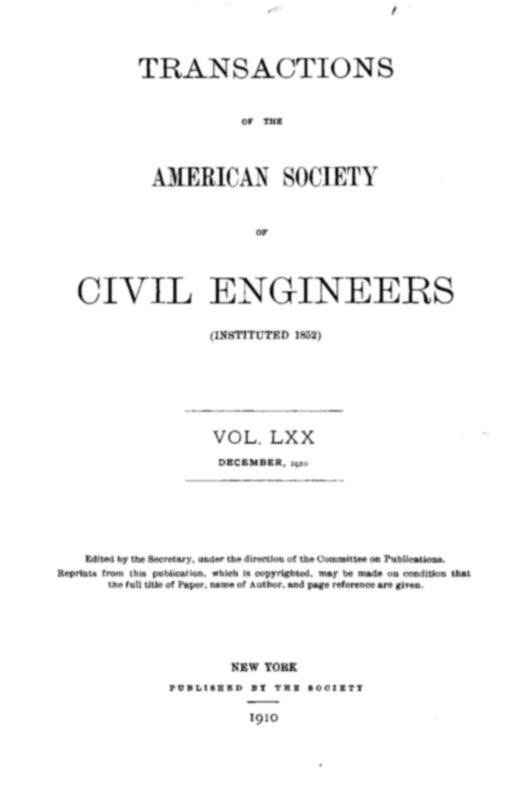 TRANSACTIONS
OF THE
AMERICAN SOCIETY
OF
CIVIL ENGINEERS
(INSTITUTED 1852)
VOL. LXX
DECEMBER, 1910
Edited by the Secretary, under the direction of the Committee on Publications.
Reprints from this publication, which is copyrighted, may be made on condition that
the full title of Paper, name of Author, and page reference are given.
NEW YORK
PUBLISHED BY THE SOCIETY
1910